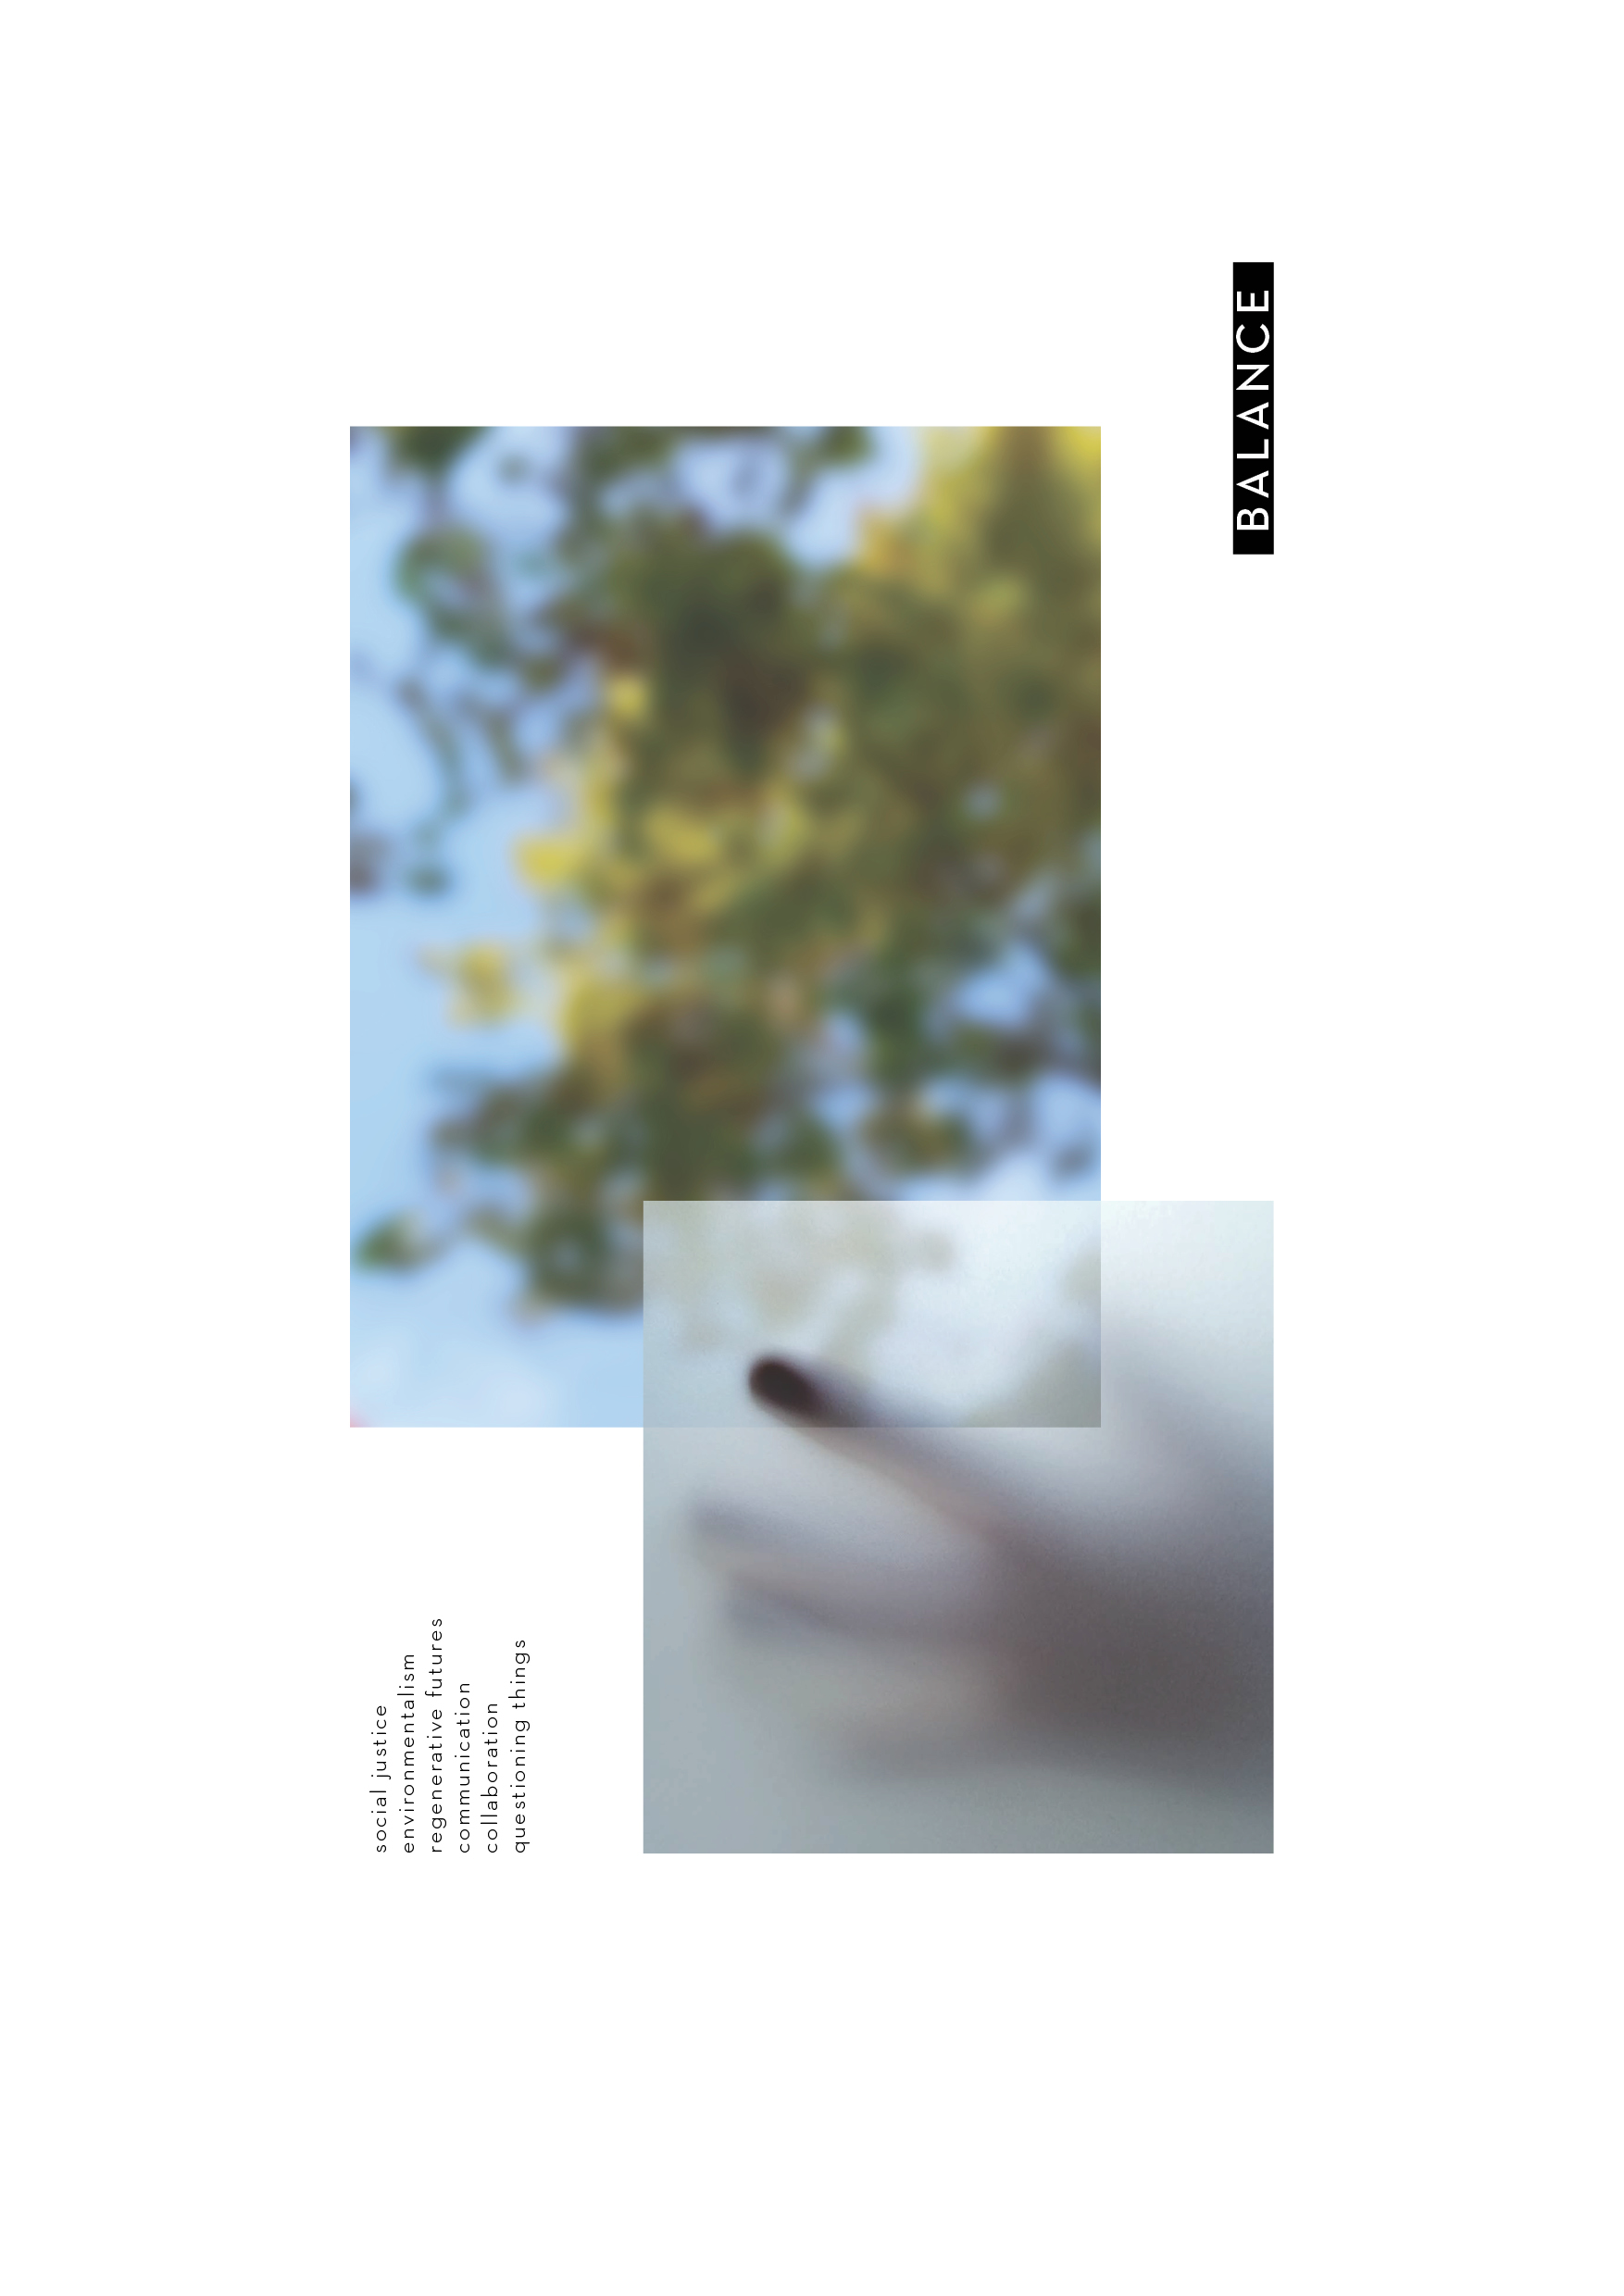 BALANCE
social justice
environmentalism
regenerative futures
communication
collaboration
questioning things